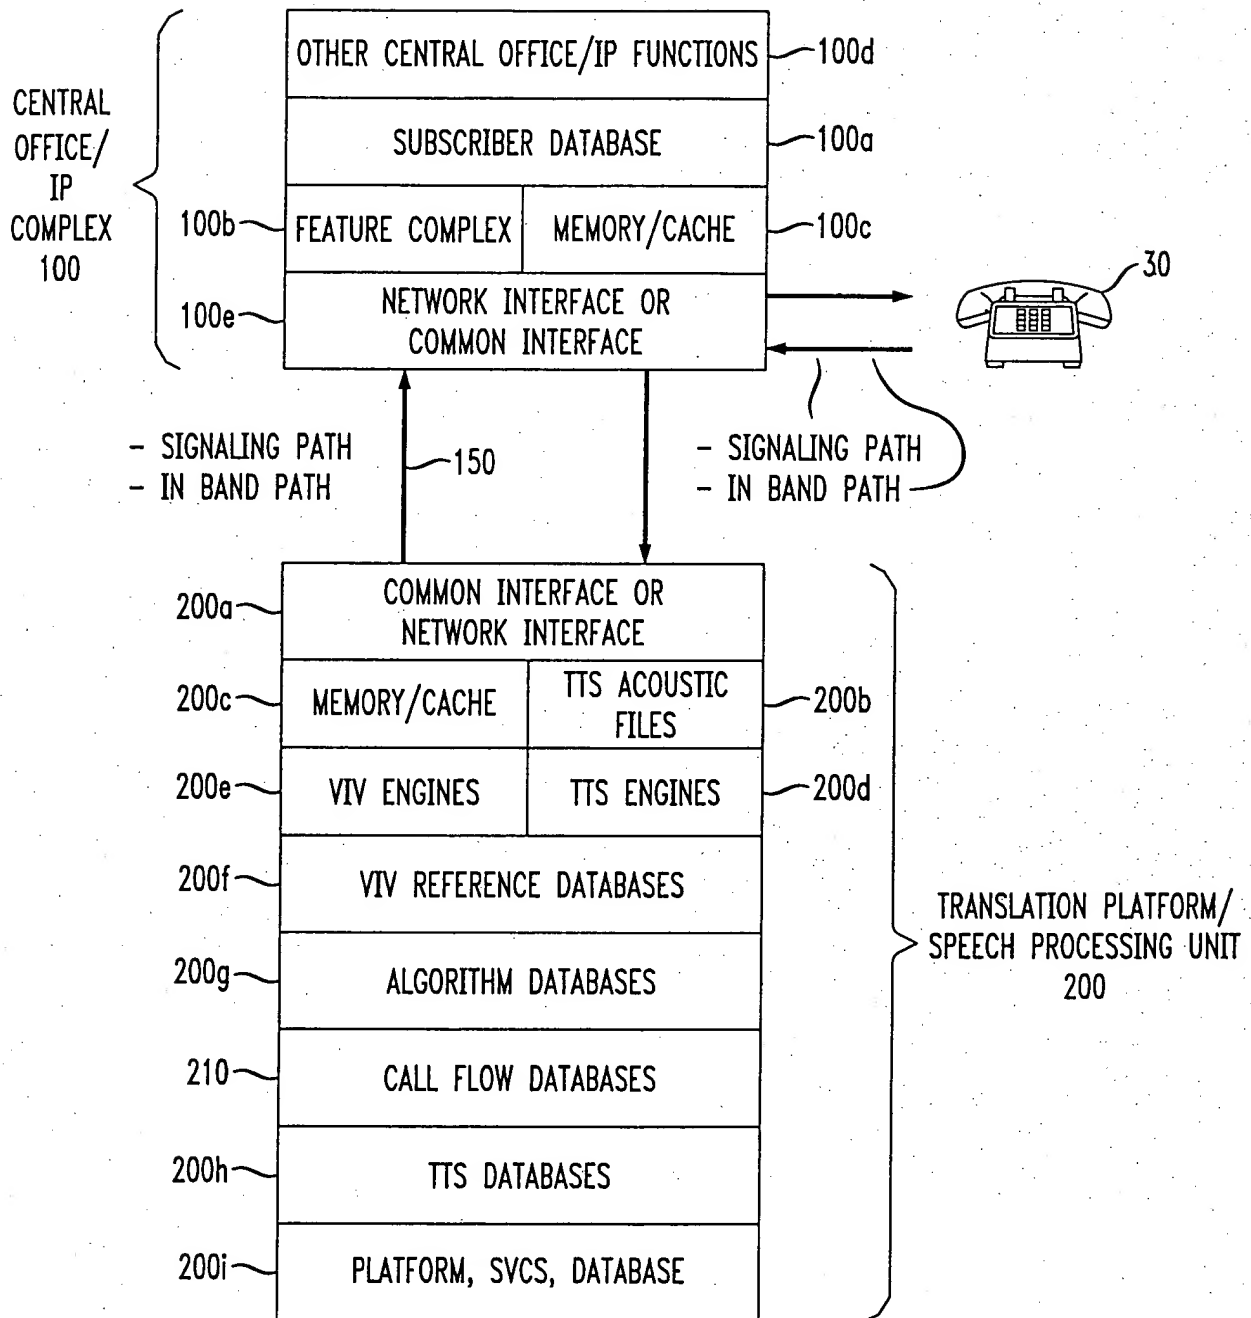 OTHER CENTRAL OFFICE/IP FUNCTIONS
100d
CENTRAL
OFFICE/
IP
COMPLEX
100
SUBSCRIBER DATABASE
100a
100b
FEATURE COMPLEX
MEMORY/CACHE
100c
100e
NETWORK INTERFACE OR
COMMON INTERFACE
30
- SIGNALING PATH
- IN BAND PATH
150
- SIGNALING PATH
- IN BAND PATH
200a
COMMON INTERFACE OR
NETWORK INTERFACE
200c
MEMORY/CACHE
TTS ACOUSTIC
FILES
200b
200e
VIV ENGINES
TTS ENGINES
200d
200f
VIV REFERENCE DATABASES
200g
ALGORITHM DATABASES
TRANSLATION PLATFORM/
SPEECH PROCESSING UNIT
200
210
CALL FLOW DATABASES
200h
TTS DATABASES
200i
PLATFORM, SVCS, DATABASE